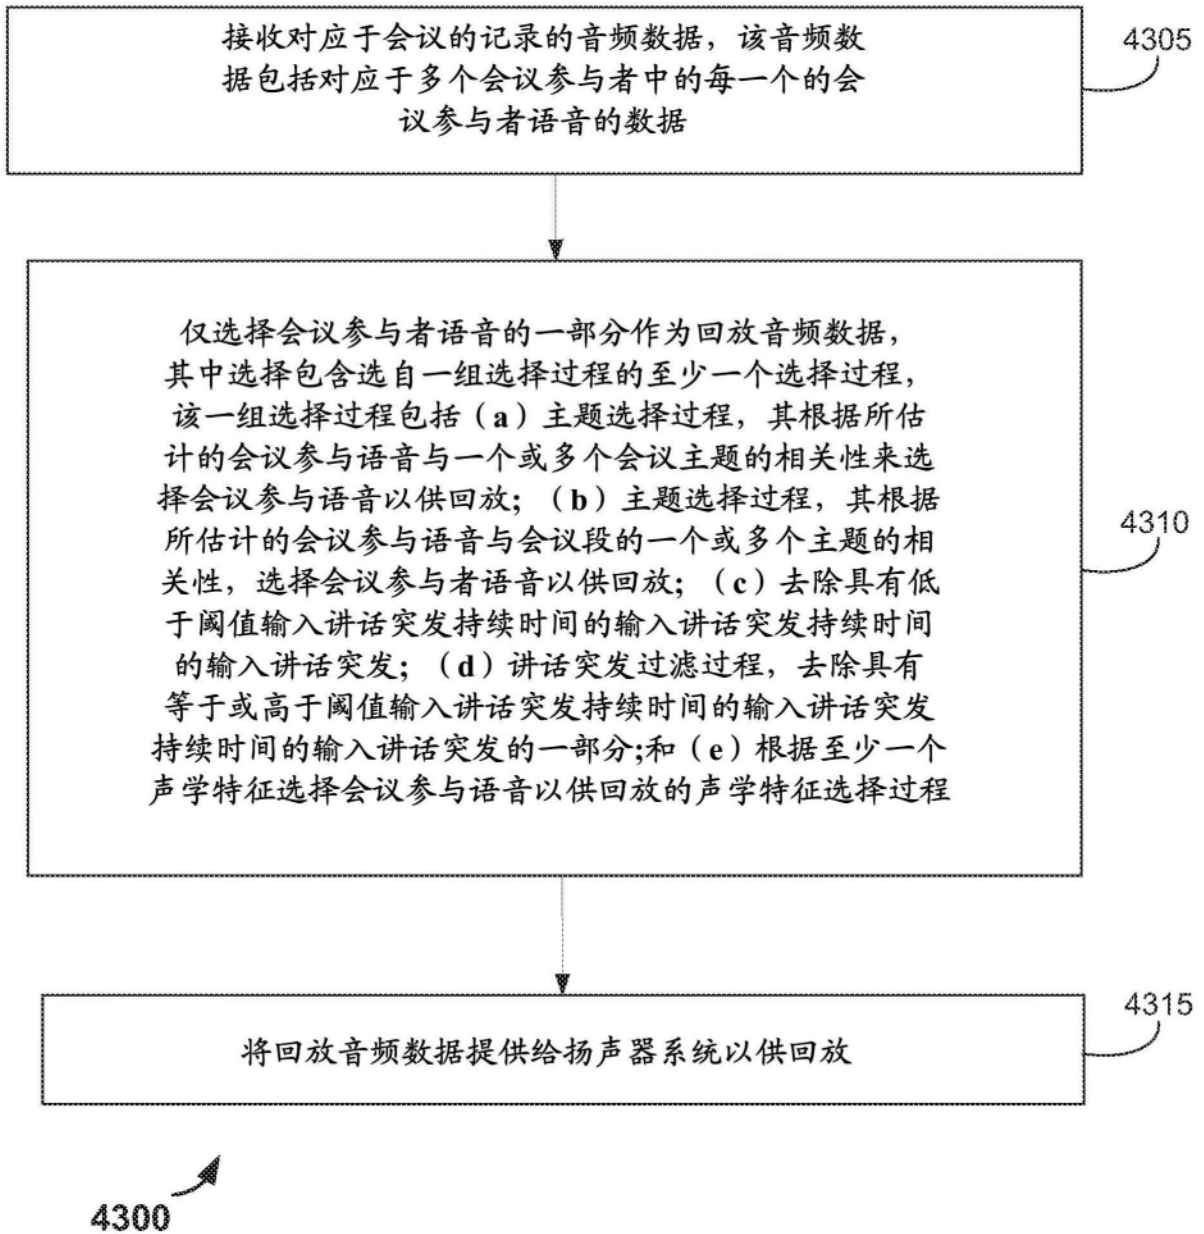 接收对应于会议的记录的音频数据，该音频数
据包括对应于多个会议参与者中的每一个的会
议参与者语音的数据
4305
仅选择会议参与者语音的一部分作为回放音频数据，
其中选择包含选自一组选择过程的至少一个选择过程，
该一组选择过程包括（a）主题选择过程，其根据所估
计的会议参与语音与一个或多个会议主题的相关性来选
择会议参与语音以供回放；（b）主题选择过程，其根据
所估计的会议参与语音与会议段的一个或多个主题的相
关性，选择会议参与者语音以供回放；（c）去除具有低
于阈值输入讲话突发持续时间的输入讲话突发持续时间
的输入讲话突发；（d）讲话突发过滤过程，去除具有
等于或高于阈值输入讲话突发持续时间的输入讲话突发
持续时间的输入讲话突发的一部分;和（e）根据至少一个
声学特征选择会议参与语音以供回放的声学特征选择过程
4310
将回放音频数据提供给扬声器系统以供回放
4315
4300